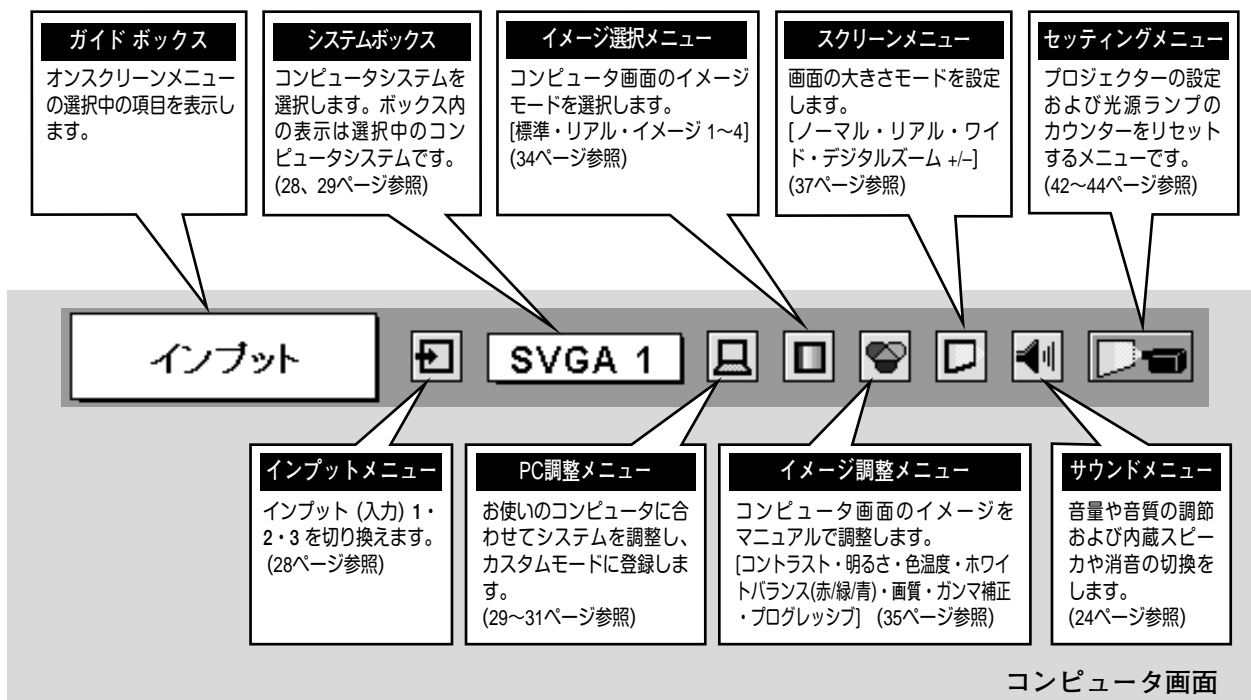 ガイド ボックス
オンスクリーンメニュー
の選択中の項目を表示し
ます。
システムボックス
コンピュータシステムを
選択します。ボックス内
の表示は選択中のコン
ピュータシステムです。
(28、29ページ参照)
イメージ選択メニュー
コンピュータ画面のイメージ
モードを選択します。
[標準・リアル・イメージ 1〜4]
(34ページ参照)
スクリーンメニュー
画面の大きさモードを設定
します。
[ノーマル・リアル・ワイ
ド・デジタルズーム +/–]
(37ページ参照)
セッティングメニュー
プロジェクターの設定
および光源ランプの
カウンターをリセット
するメニューです。
(42〜44ページ参照)
インプット
SVGA 1
インプットメニュー
インプット (入力) 1・
2・3 を切り換えます。
(28ページ参照)
PC調整メニュー
お使いのコンピュータに合
わせてシステムを調整し、
カスタムモードに登録しま
す。
(29〜31ページ参照)
イメージ調整メニュー
コンピュータ画面のイメージを
マニュアルで調整します。
[コントラスト・明るさ・色温度・ホワイ
トバランス(赤/緑/青)・画質・ガンマ補正
・プログレッシブ] (35ページ参照)
サウンドメニュー
音量や音質の調節
および内蔵スピー
カや消音の切換を
します。
(24ページ参照)
コンピュータ画面